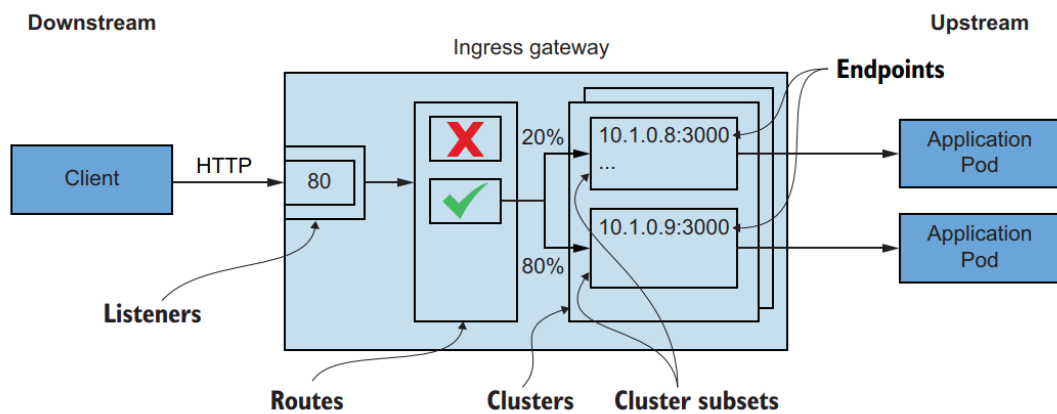 Downstream
Upstream
Ingress gateway
Endpoints
Client
HTTP
80
20%
80%
10.1.0.8:3000
...
10.1.0.9:3000
Application
Pod
Application
Pod
Listeners
Routes
Clusters
Cluster subsets